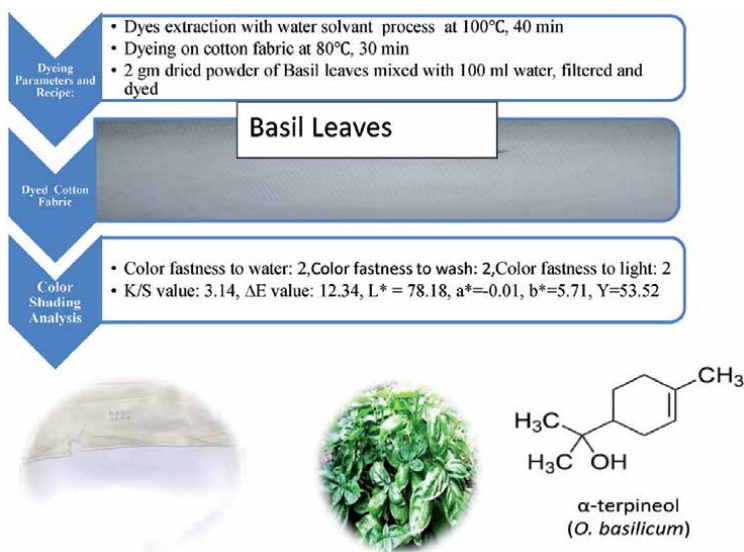 Dyeing
Parameters and
Recipe:
• Dyes extraction with water solvant process at 100℃, 40 min
• Dyeing on cotton fabric at 80℃, 30 min
• 2 gm dried powder of Basil leaves mixed with 100 ml water, filtered and
dyed
Basil Leaves
Dyed Cotton
Fabric
Color
Shading
Analysis
• Color fastness to water: 2,Color fastness to wash: 2,Color fastness to light: 2
• K/S value: 3.14, ΔE value: 12.34, L* = 78.18, a*=-0.01, b*=5.71, Y=53.52
CH₃
H₃C
H₃C OH
α-terpineol
(O. basilicum)